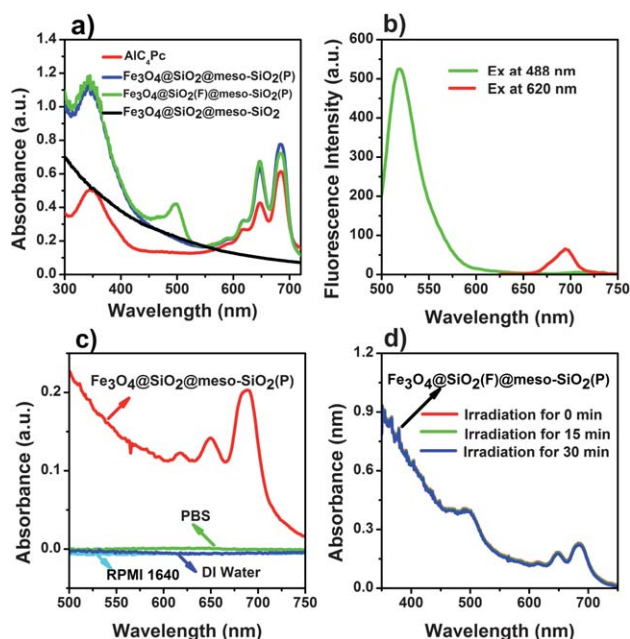 a)
AlC₄Pc
Fe₃O₄@SiO₂@meso-SiO₂(P)
Fe₃O₄@SiO₂(F)@meso-SiO₂(P)
Fe₃O₄@SiO₂@meso-SiO₂
Absorbance (a.u.)
1.4
1.2
1.0
0.8
0.6
0.4
0.2
0.0
300 400 500 600 700
Wavelength (nm)
b)
Ex at 488 nm
Ex at 620 nm
Fluorescence Intensity (a.u.)
600
500
400
300
200
100
0
500 550 600 650 700 750
Wavelength (nm)
c)
Fe₃O₄@SiO₂@meso-SiO₂(P)
Absorbance (a.u.)
0.2
0.1
0.0
PBS
RPMI 1640
DI Water
500 550 600 650 700 750
Wavelength (nm)
d)
Fe₃O₄@SiO₂(F)@meso-SiO₂(P)
Irradiation for 0 min
Irradiation for 15 min
Irradiation for 30 min
Absorbance (nm)
1.2
0.9
0.6
0.3
0.0
400 500 600 700
Wavelength (nm)